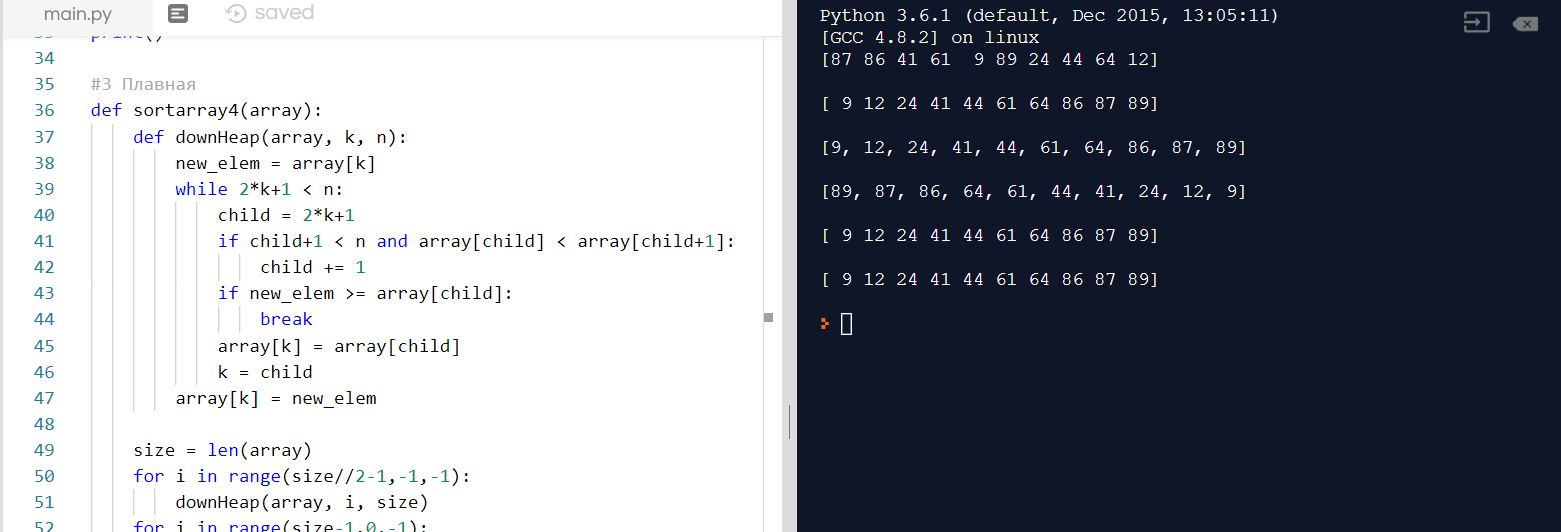 main.py
saved
33 print()
34
35 #3 Плавная
36 def sortarray4(array):
37 def downHeap(array, k, n):
38 new_elem = array[k]
39 while 2*k+1 < n:
40 child = 2*k+1
41 if child+1 < n and array[child] < array[child+1]:
42 child += 1
43 if new_elem >= array[child]:
44 break
45 array[k] = array[child]
46 k = child
47 array[k] = new_elem
48
49 size = len(array)
50 for i in range(size//2-1,-1,-1):
51 downHeap(array, i, size)
52 for i in range(size-1,0,-1):
Python 3.6.1 (default, Dec 2015, 13:05:11)
[GCC 4.8.2] on linux
[87 86 41 61  9 89 24 44 64 12]
[ 9 12 24 41 44 61 64 86 87 89]
[9, 12, 24, 41, 44, 61, 64, 86, 87, 89]
[89, 87, 86, 64, 61, 44, 41, 24, 12, 9]
[ 9 12 24 41 44 61 64 86 87 89]
[ 9 12 24 41 44 61 64 86 87 89]